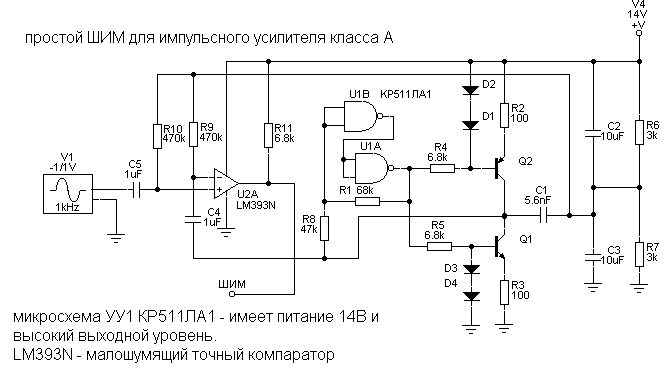 простой ШИМ для импульсного усилителя класса А
V4
14V
+V
D2
U1B КР511ЛА1
R2
100
R10
470k
R9
470k
R11
6.8k
D1
C2
10uF
R6
3k
V1
-1/1V
1kHz
C5
1uF
U1A
R4
6.8k
Q2
U2A
LM393N
R1 68k
C1
5.6nF
C4
1uF
R8
47k
R5
6.8k
Q1
C3
10uF
R7
3k
D3
D4
R3
100
ШИМ
микросхема УУ1 КР511ЛА1 - имеет питание 14В и
высокий выходной уровень.
LM393N - малошумящий точный компаратор